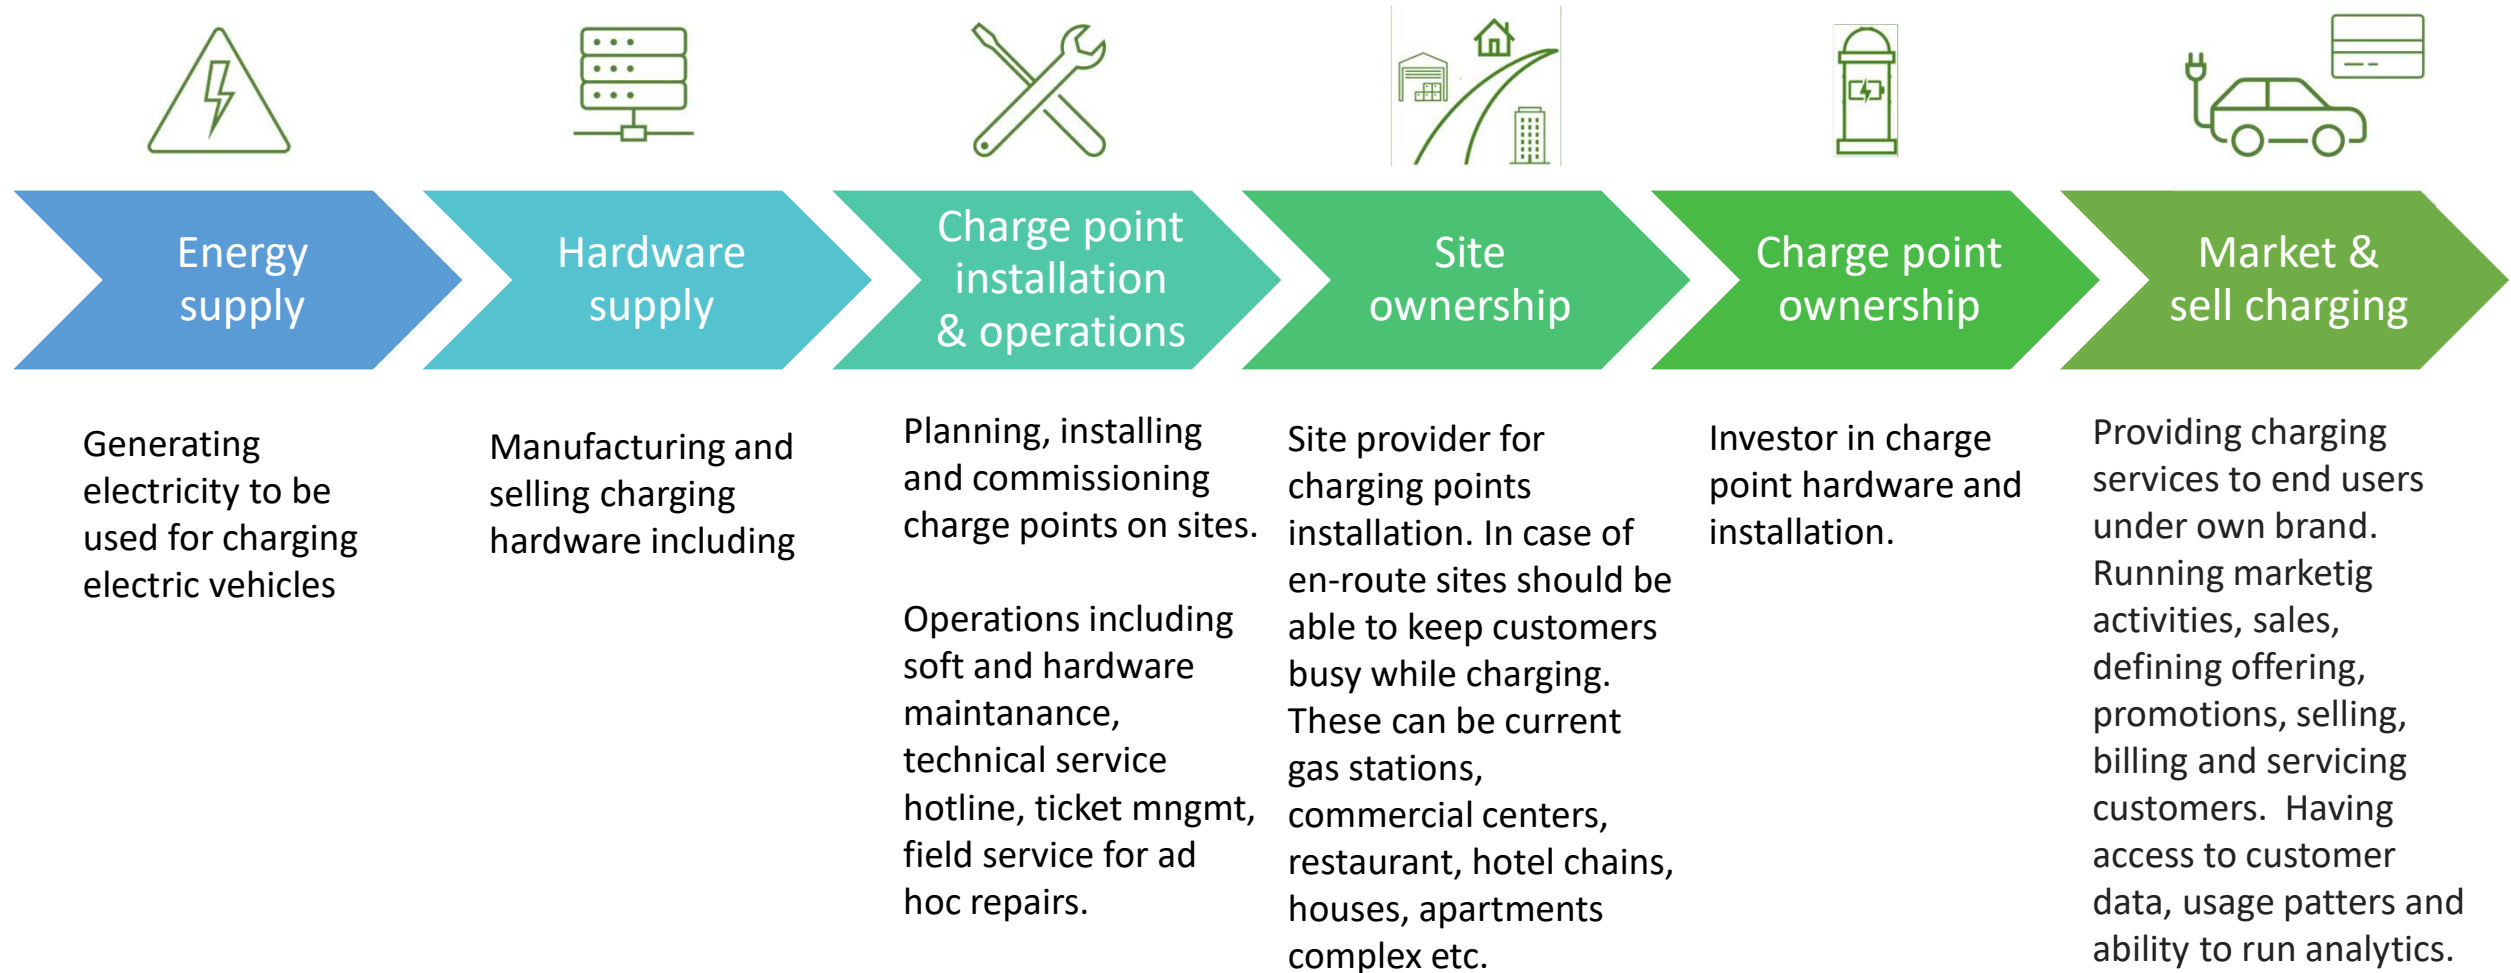 Energy
supply
Hardware
supply
Charge point
installation
& operations
Site
ownership
Charge point
ownership
Market &
sell charging
Generating
electricity to be
used for charging
electric vehicles
Manufacturing and
selling charging
hardware including
Planning, installing
and commissioning
charge points on sites.
Operations including
soft and hardware
maintanance,
technical service
hotline, ticket mngmt,
field service for ad
hoc repairs.
Site provider for
charging points
installation. In case of
en-route sites should be
able to keep customers
busy while charging.
These can be current
gas stations,
commercial centers,
restaurant, hotel chains,
houses, apartments
complex etc.
Investor in charge
point hardware and
installation.
Providing charging
services to end users
under own brand.
Running marketig
activities, sales,
defining offering,
promotions, selling,
billing and servicing
customers.  Having
access to customer
data, usage patters and
ability to run analytics.